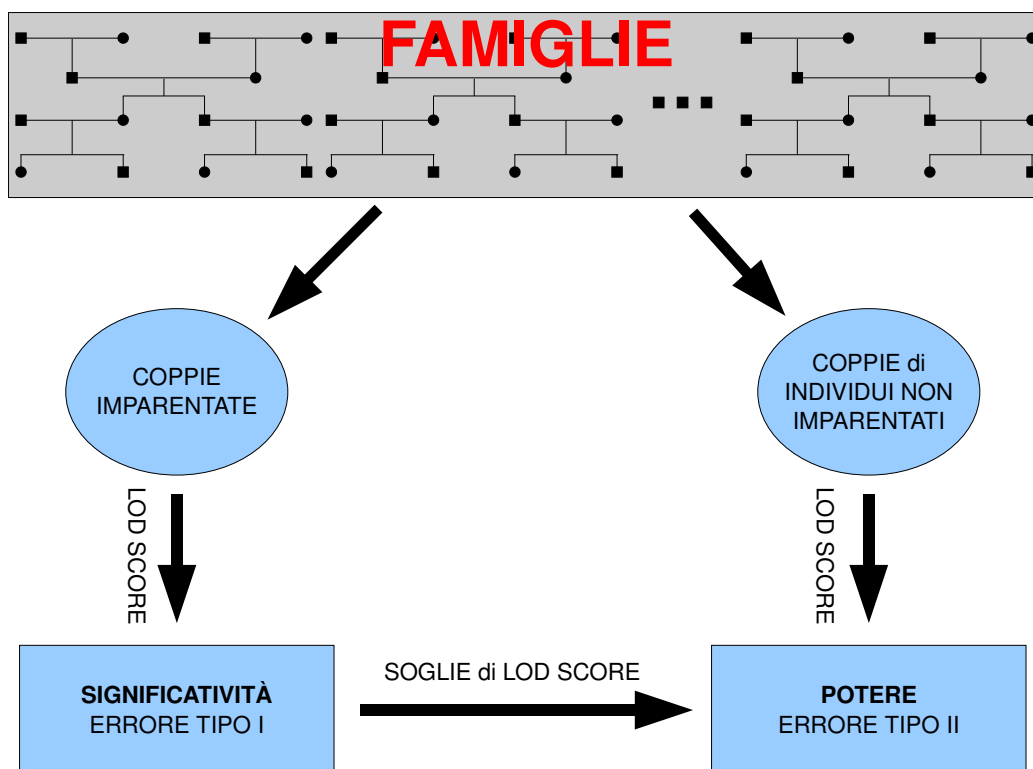 FAMIGLIE
COPPIE
IMPARENTATE
COPPIE di
INDIVIDUI NON
IMPARENTATI
LOD SCORE
LOD SCORE
SIGNIFICATIVITÀ
ERRORE TIPO I
SOGLIE di LOD SCORE
POTERE
ERRORE TIPO II